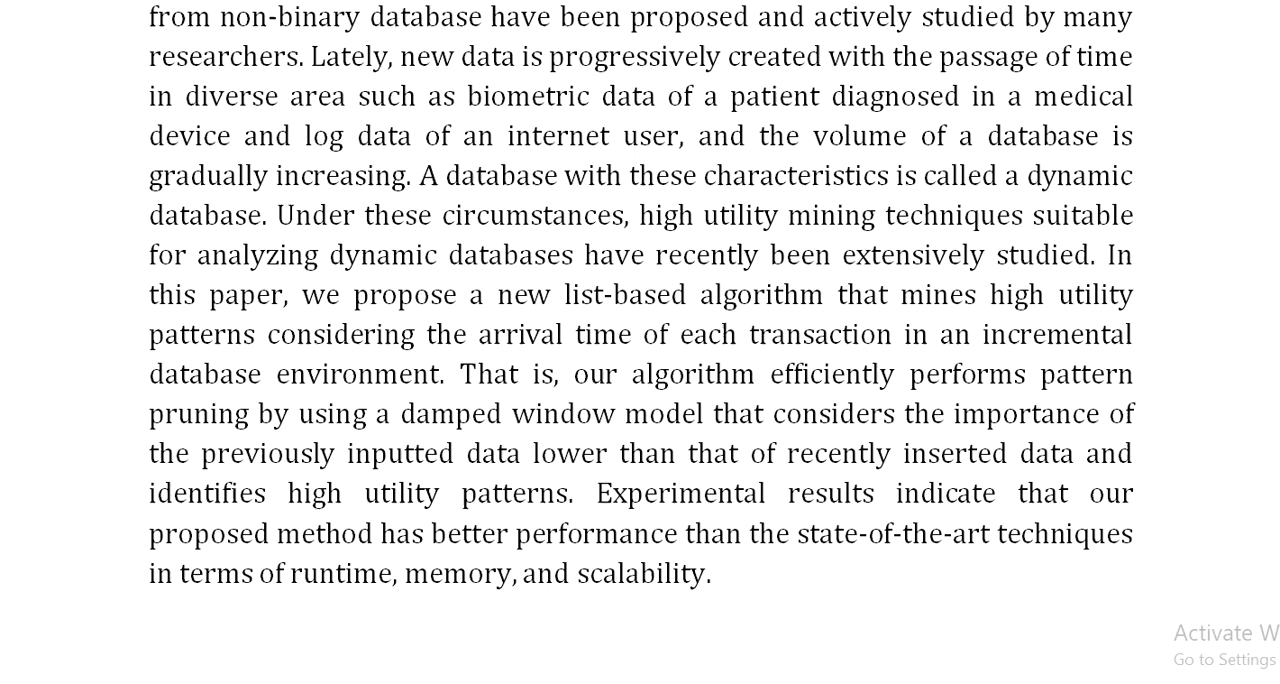 from non-binary database have been proposed and actively studied by many
researchers. Lately, new data is progressively created with the passage of time
in diverse area such as biometric data of a patient diagnosed in a medical
device and log data of an internet user, and the volume of a database is
gradually increasing. A database with these characteristics is called a dynamic
database. Under these circumstances, high utility mining techniques suitable
for analyzing dynamic databases have recently been extensively studied. In
this paper, we propose a new list-based algorithm that mines high utility
patterns considering the arrival time of each transaction in an incremental
database environment. That is, our algorithm efficiently performs pattern
pruning by using a damped window model that considers the importance of
the previously inputted data lower than that of recently inserted data and
identifies high utility patterns. Experimental results indicate that our
proposed method has better performance than the state-of-the-art techniques
in terms of runtime, memory, and scalability.
Activate W
Go to Settings